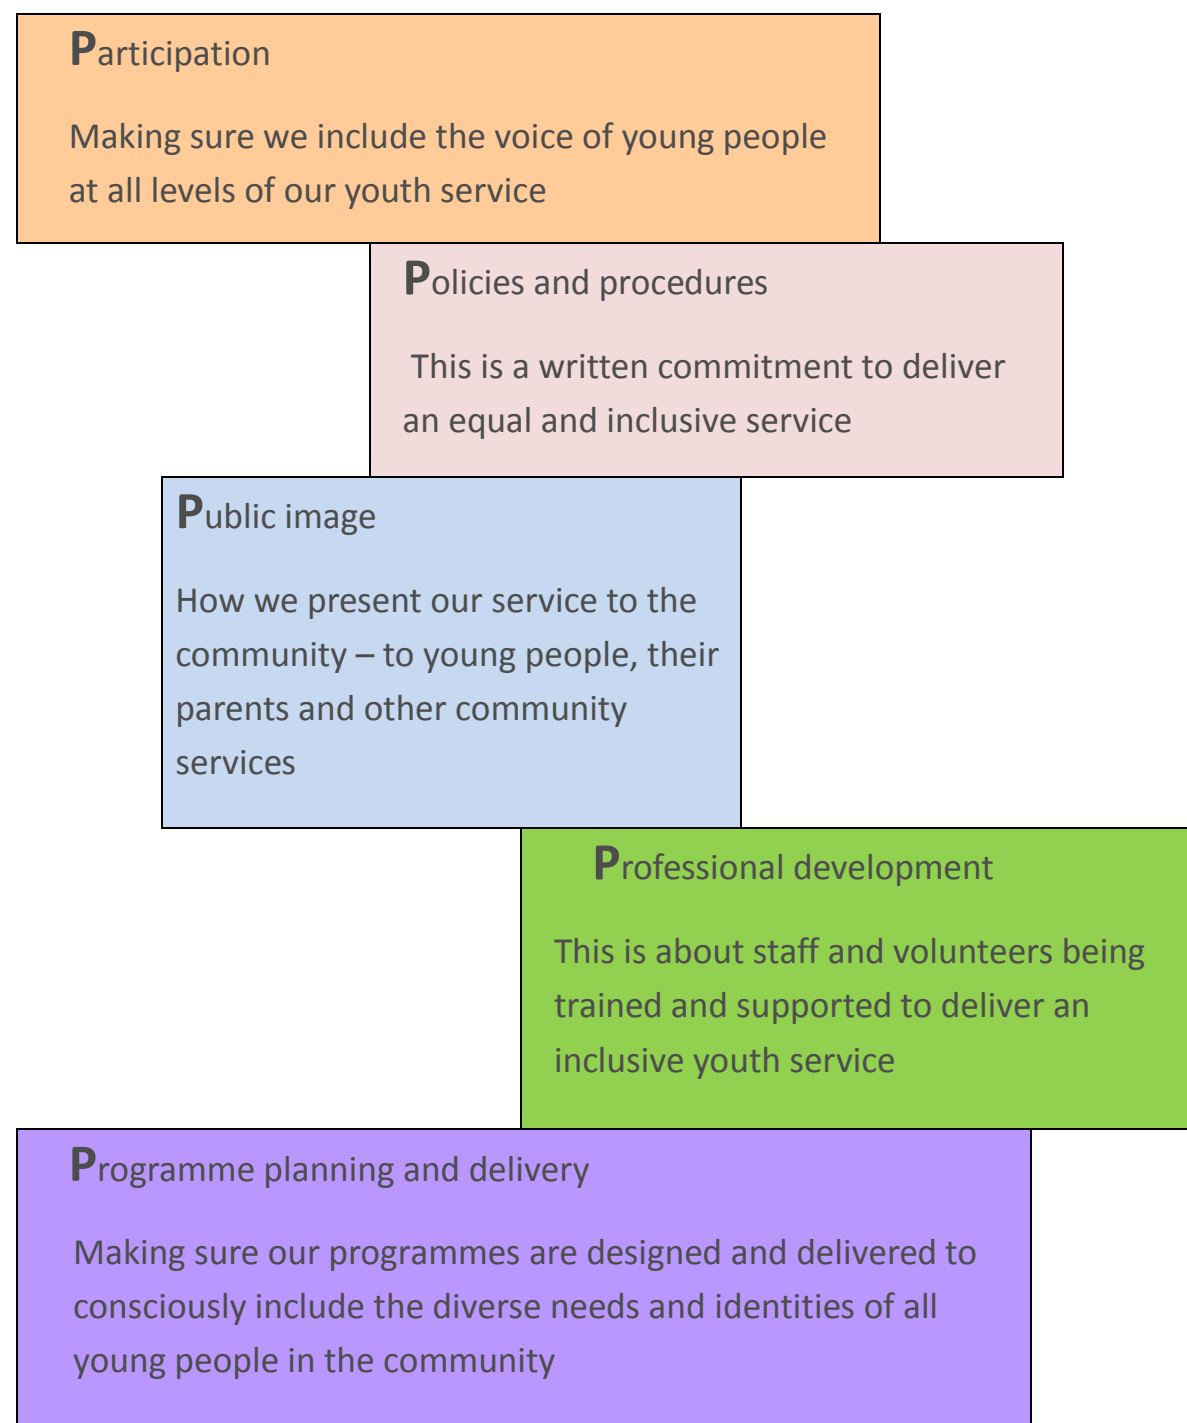 Participation
Making sure we include the voice of young people
at all levels of our youth service
Policies and procedures
This is a written commitment to deliver
an equal and inclusive service
Public image
How we present our service to the
community – to young people, their
parents and other community
services
Professional development
This is about staff and volunteers being
trained and supported to deliver an
inclusive youth service
Programme planning and delivery
Making sure our programmes are designed and delivered to
consciously include the diverse needs and identities of all
young people in the community